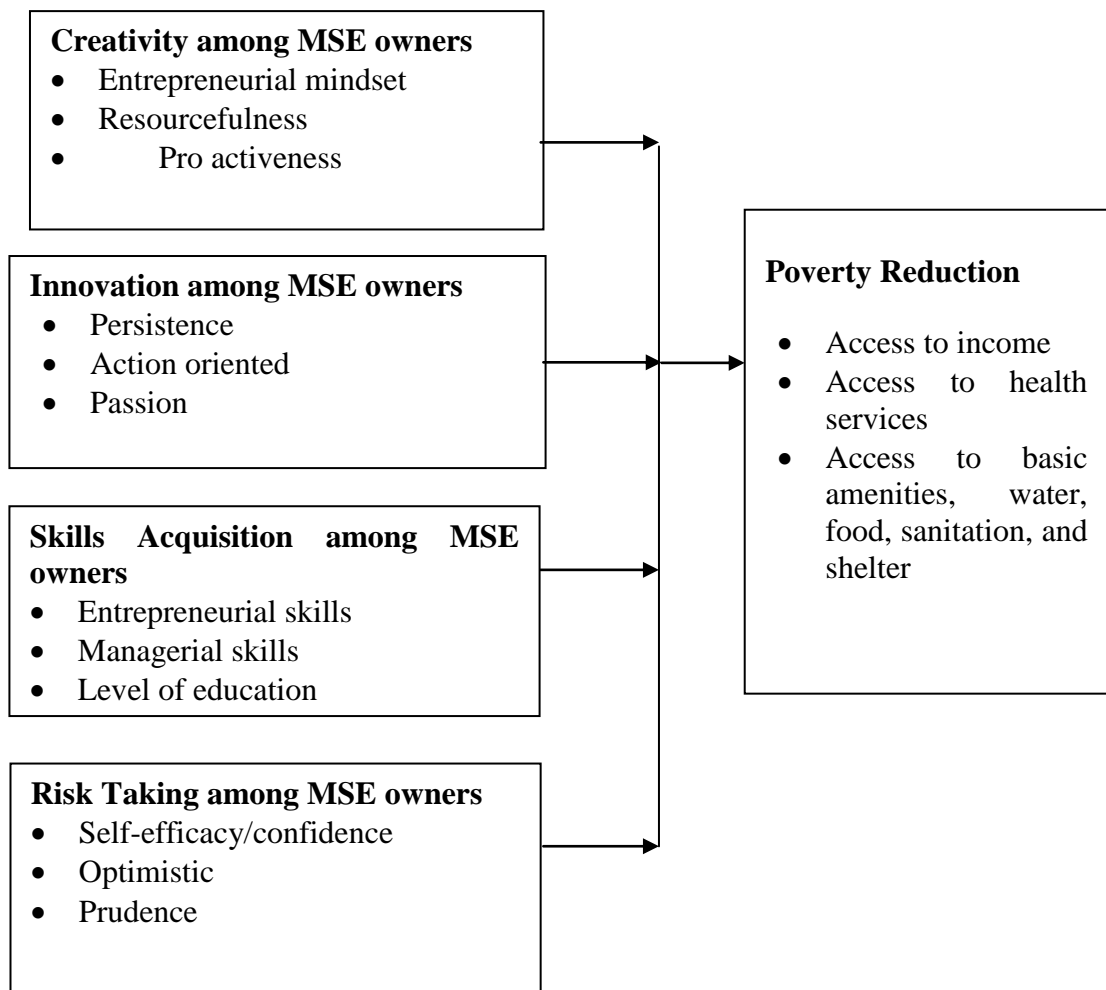 Creativity among MSE owners
• Entrepreneurial mindset
• Resourcefulness
• Pro activeness
Innovation among MSE owners
• Persistence
• Action oriented
• Passion
Skills Acquisition among MSE
owners
• Entrepreneurial skills
• Managerial skills
• Level of education
Risk Taking among MSE owners
• Self-efficacy/confidence
• Optimistic
• Prudence
Poverty Reduction
• Access to income
• Access to health
services
• Access to basic
amenities, water,
food, sanitation, and
shelter